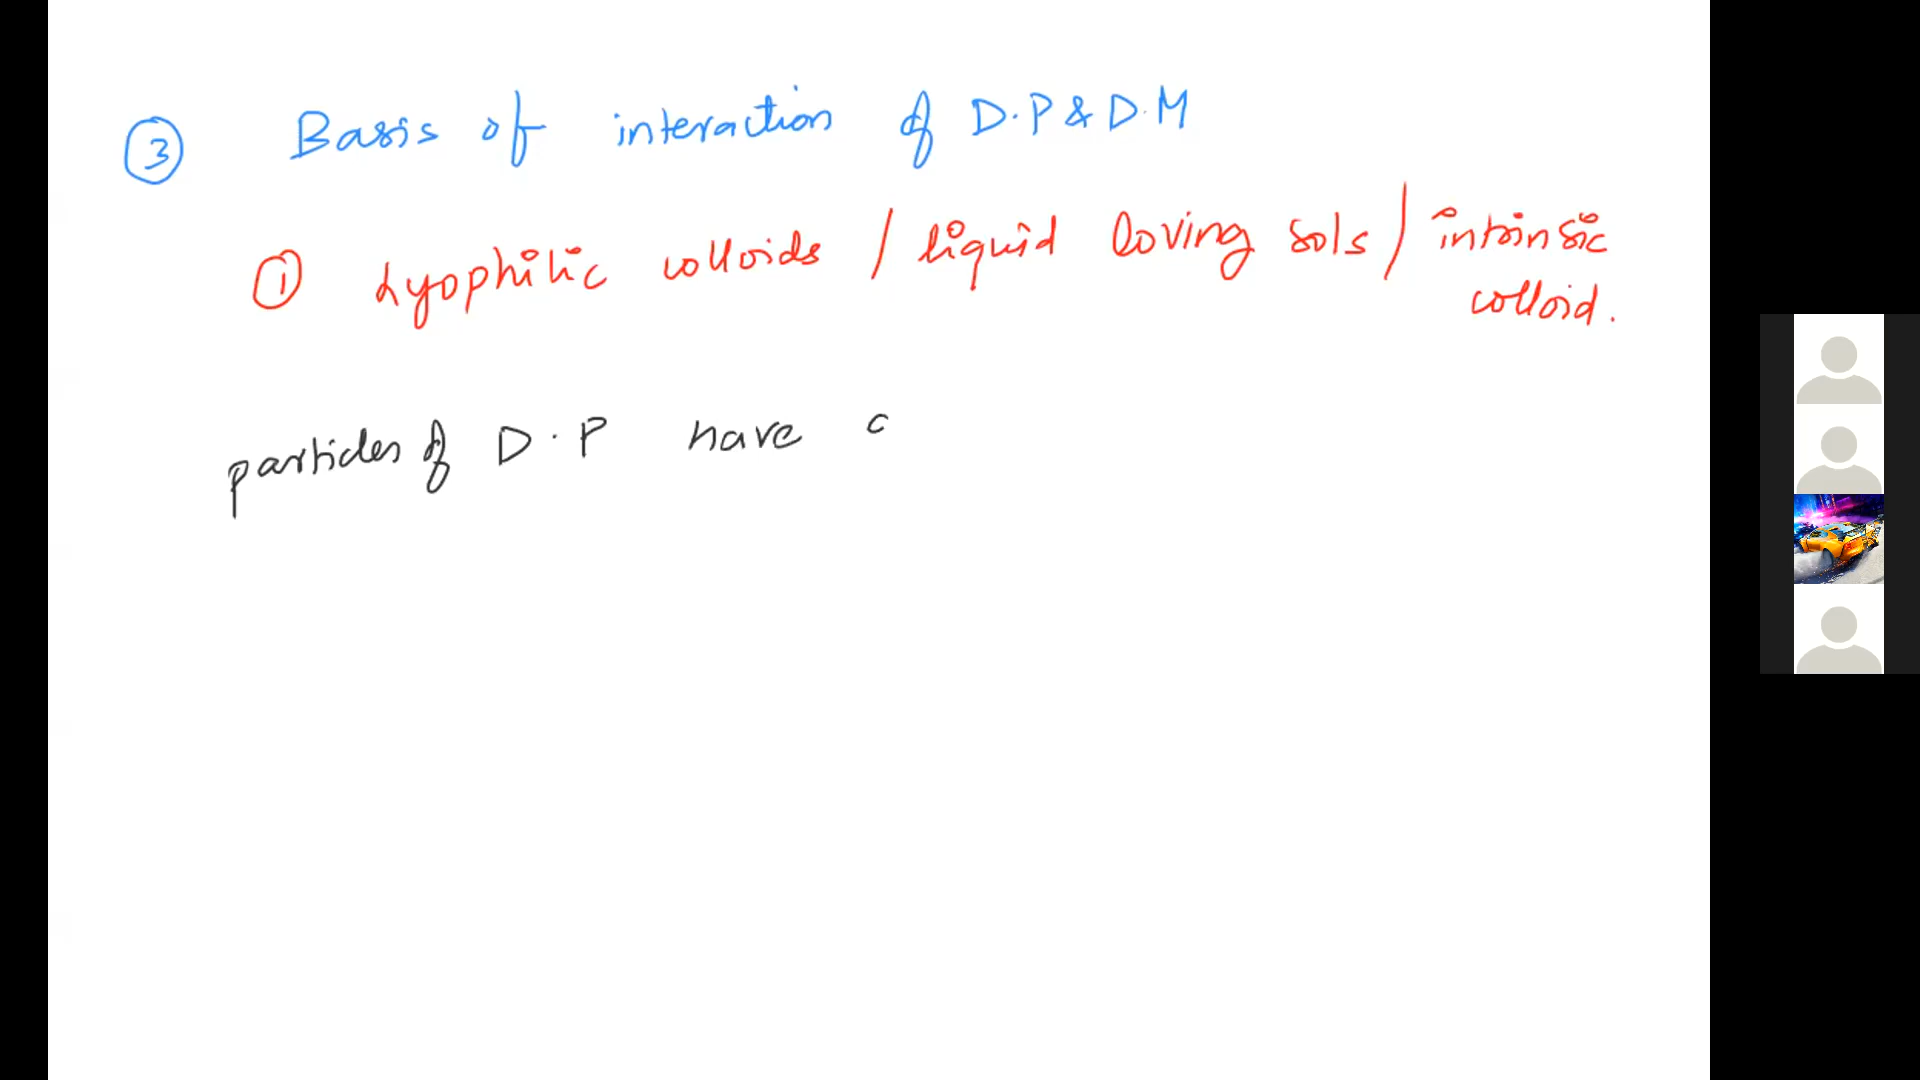 ③ Basis of interaction of D.P & D.M
① Lyophilic colloids / liquid loving sols / intrinsic
colloid.
particles of D.P have